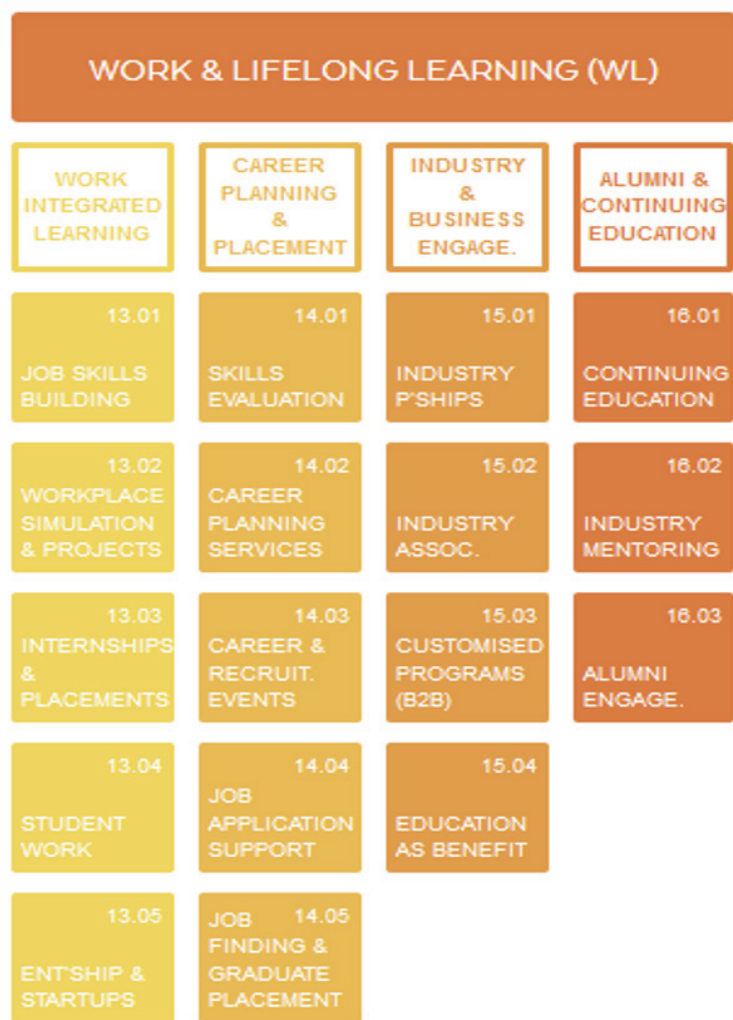 WORK & LIFELONG LEARNING (WL)
WORK
INTEGRATED
LEARNING
CAREER
PLANNING
&
PLACEMENT
INDUSTRY
&
BUSINESS
ENGAGE.
ALUMNI &
CONTINUING
EDUCATION
13.01
JOB SKILLS
BUILDING
14.01
SKILLS
EVALUATION
15.01
INDUSTRY
P'SHIPS
16.01
CONTINUING
EDUCATION
13.02
WORKPLACE
SIMULATION
& PROJECTS
14.02
CAREER
PLANNING
SERVICES
15.02
INDUSTRY
ASSOC.
16.02
INDUSTRY
MENTORING
13.03
INTERNSHIPS
&
PLACEMENTS
14.03
CAREER &
RECRUIT.
EVENTS
15.03
CUSTOMISED
PROGRAMS
(B2B)
16.03
ALUMNI
ENGAGE.
13.04
STUDENT
WORK
14.04
JOB
APPLICATION
SUPPORT
15.04
EDUCATION
AS BENEFIT
13.05
ENT'SHIP &
STARTUPS
JOB 14.05
FINDING &
GRADUATE
PLACEMENT